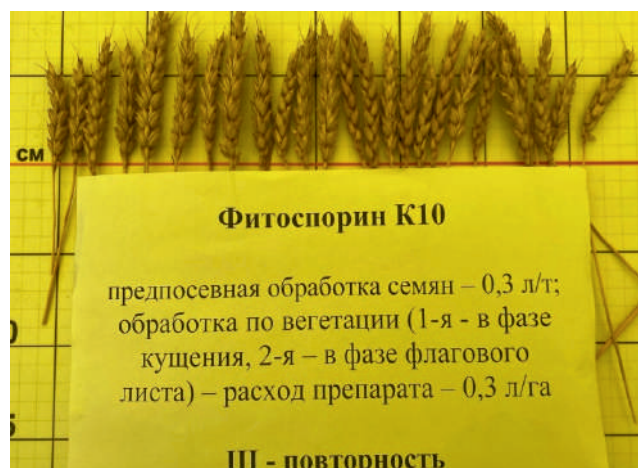 см
Фитоспорин К10
предпосевная обработка семян – 0,3 л/т;
обработка по вегетации (1-я - в фазе
кущения, 2-я – в фазе флагового
листа) – расход препарата – 0,3 л/га
III - повторность